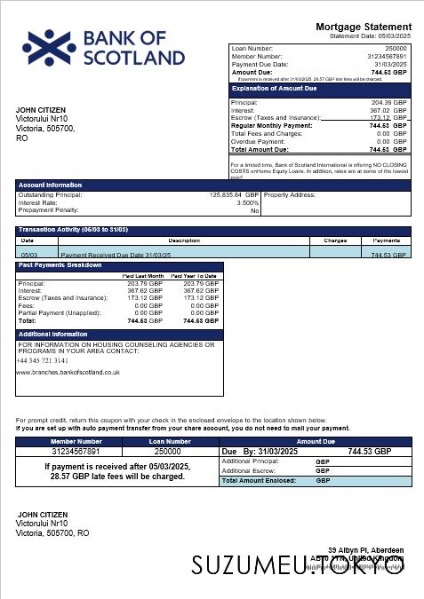 BANK OF
SCOTLAND
Mortgage Statement
Statement Date: 05/03/2025
Loan Number: 250000
Member Number: 31234567891
Payment Due Date: 31/03/2025
Amount Due: 744.53 GBP
If payment is received after 31/03/2025, 28.57 GBP late fees will be charged.
Explanation of Amount Due
Principal: 204.39 GBP
Interest: 367.02 GBP
Escrow (Taxes and Insurance): 173.12 GBP
Regular Monthly Payment: 744.53 GBP
Total Fees and Charges: 0.00 GBP
Overdue Payment: 0.00 GBP
Total Amount Due: 744.53 GBP
JOHN CITIZEN
Victorului Nr10
Victoria, 505700,
RO
For a limited time, Bank of Scotland International is offering NO CLOSING
COSTS onHome Equity Loans. In addition, rates are at some of the lowest
Account Information
Outstanding Principal: 125,835.64 GBP
Interest Rate: 3.500%
Prepayment Penalty: No
Property Address:
Transaction Activity (06/03 to 31/05)
Date Description Charges Payments
05/03 Payment Received Due Date 31/03/25 744.53 GBP
Past Payments Breakdown
Paid Last Month Paid Year To Date
Principal: 203.79 GBP 203.79 GBP
Interest: 367.62 GBP 367.62 GBP
Escrow (Taxes and Insurance): 173.12 GBP 173.12 GBP
Fees: 0.00 GBP 0.00 GBP
Partial Payment (Unapplied): 0.00 GBP 0.00 GBP
Total: 744.53 GBP 744.53 GBP
Additional Information
FOR INFORMATION ON HOUSING COUNSELING AGENCIES OR
PROGRAMS IN YOUR AREA CONTACT:
+44 345 721 3141
www.branches.bankofscotland.co.uk
For prompt credit, return this coupon with your check in the enclosed envelope to the location shown below.
If you are set up with auto payment transfer from your share account, you do not need to mail your payment.
Member Number Loan Number Amount Due
31234567891 250000 Due By: 31/03/2025 744.53 GBP
If payment is received after 05/03/2025,
28.57 GBP late fees will be charged.
Additional Principal: GBP
Additional Escrow: GBP
Total Amount Enclosed: GBP
JOHN CITIZEN
Victorului Nr10
Victoria, 505700, RO
39 Albyn Pl, Aberdeen
AB10 1YN, United Kingdom
SUZUMEU.TOKYO